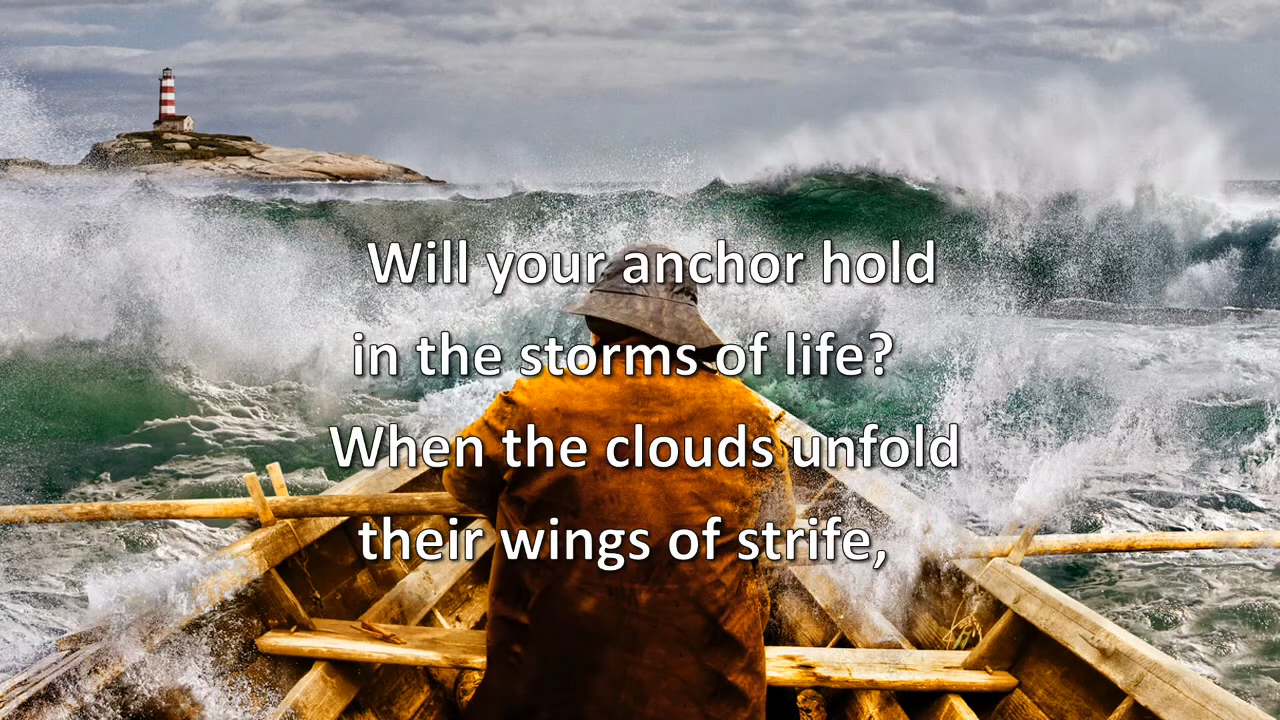 Will your anchor hold
in the storms of life?
When the clouds unfold
their wings of strife,